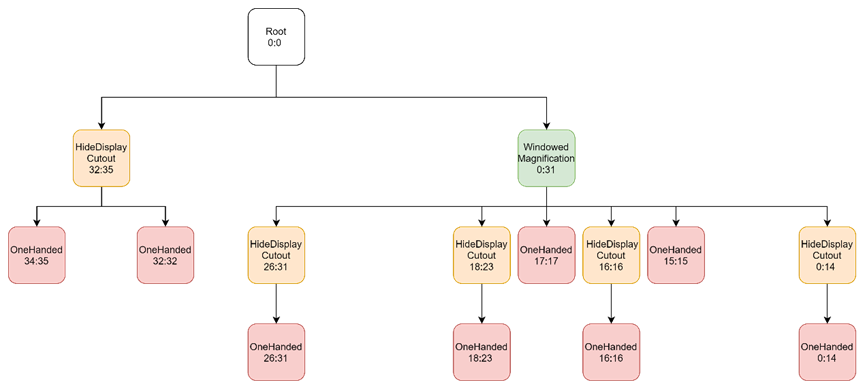 Root
0:0
HideDisplay
Cutout
32:35
Windowed
Magnification
0:31
OneHanded
34:35
OneHanded
32:32
HideDisplay
Cutout
26:31
HideDisplay
Cutout
18:23
OneHanded
17:17
HideDisplay
Cutout
16:16
OneHanded
15:15
HideDisplay
Cutout
0:14
OneHanded
26:31
OneHanded
18:23
OneHanded
16:16
OneHanded
0:14